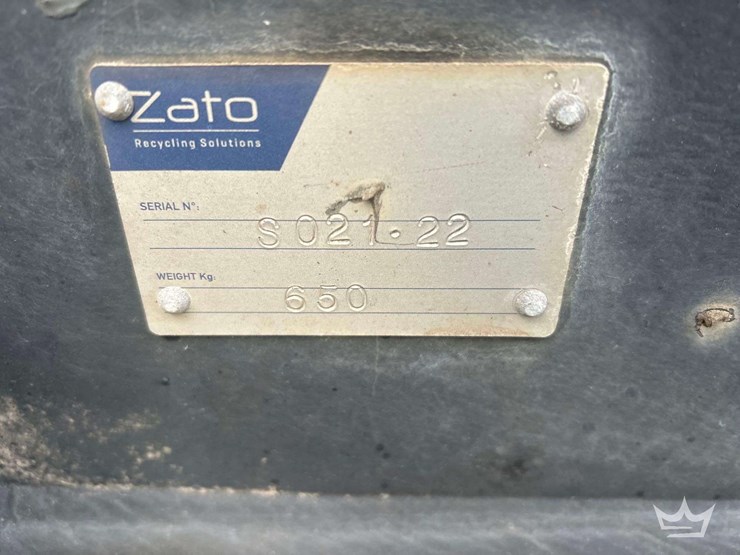 Zato
Recycling Solutions
SERIAL N°:
S021·22
WEIGHT Kg:
650